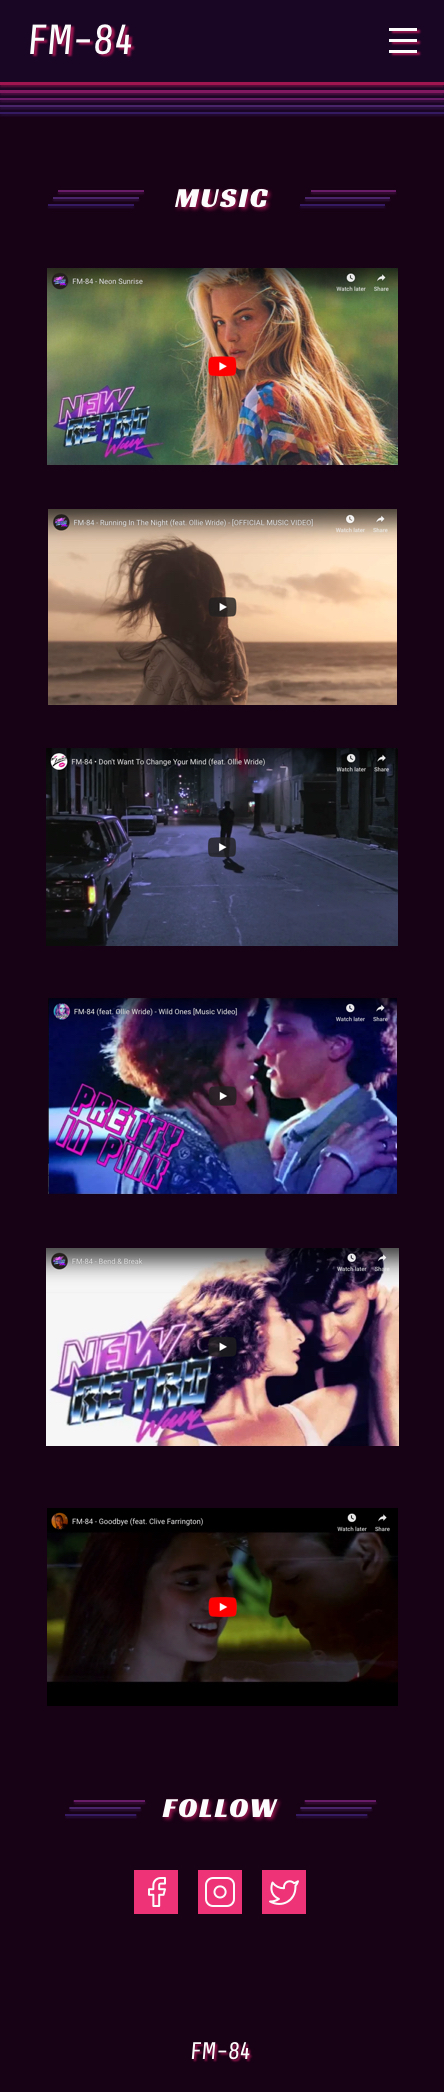 FM-84
MUSIC
FM-84 - Neon Sunrise
Watch later Share
NEW
RETRO
Wave
FM-84 - Running In The Night (feat. Ollie Wride) - [OFFICIAL MUSIC VIDEO]
Watch later Share
FM-84 • Don't Want To Change Your Mind (feat. Ollie Wride)
Watch later Share
FM-84 (feat. Ollie Wride) - Wild Ones [Music Video]
Watch later Share
PRETTY
IN PINK
FM-84 - Bend & Break
Watch later Share
NEW
RETRO
Wave
FM-84 - Goodbye (feat. Clive Farrington)
Watch later Share
FOLLOW
FM-84